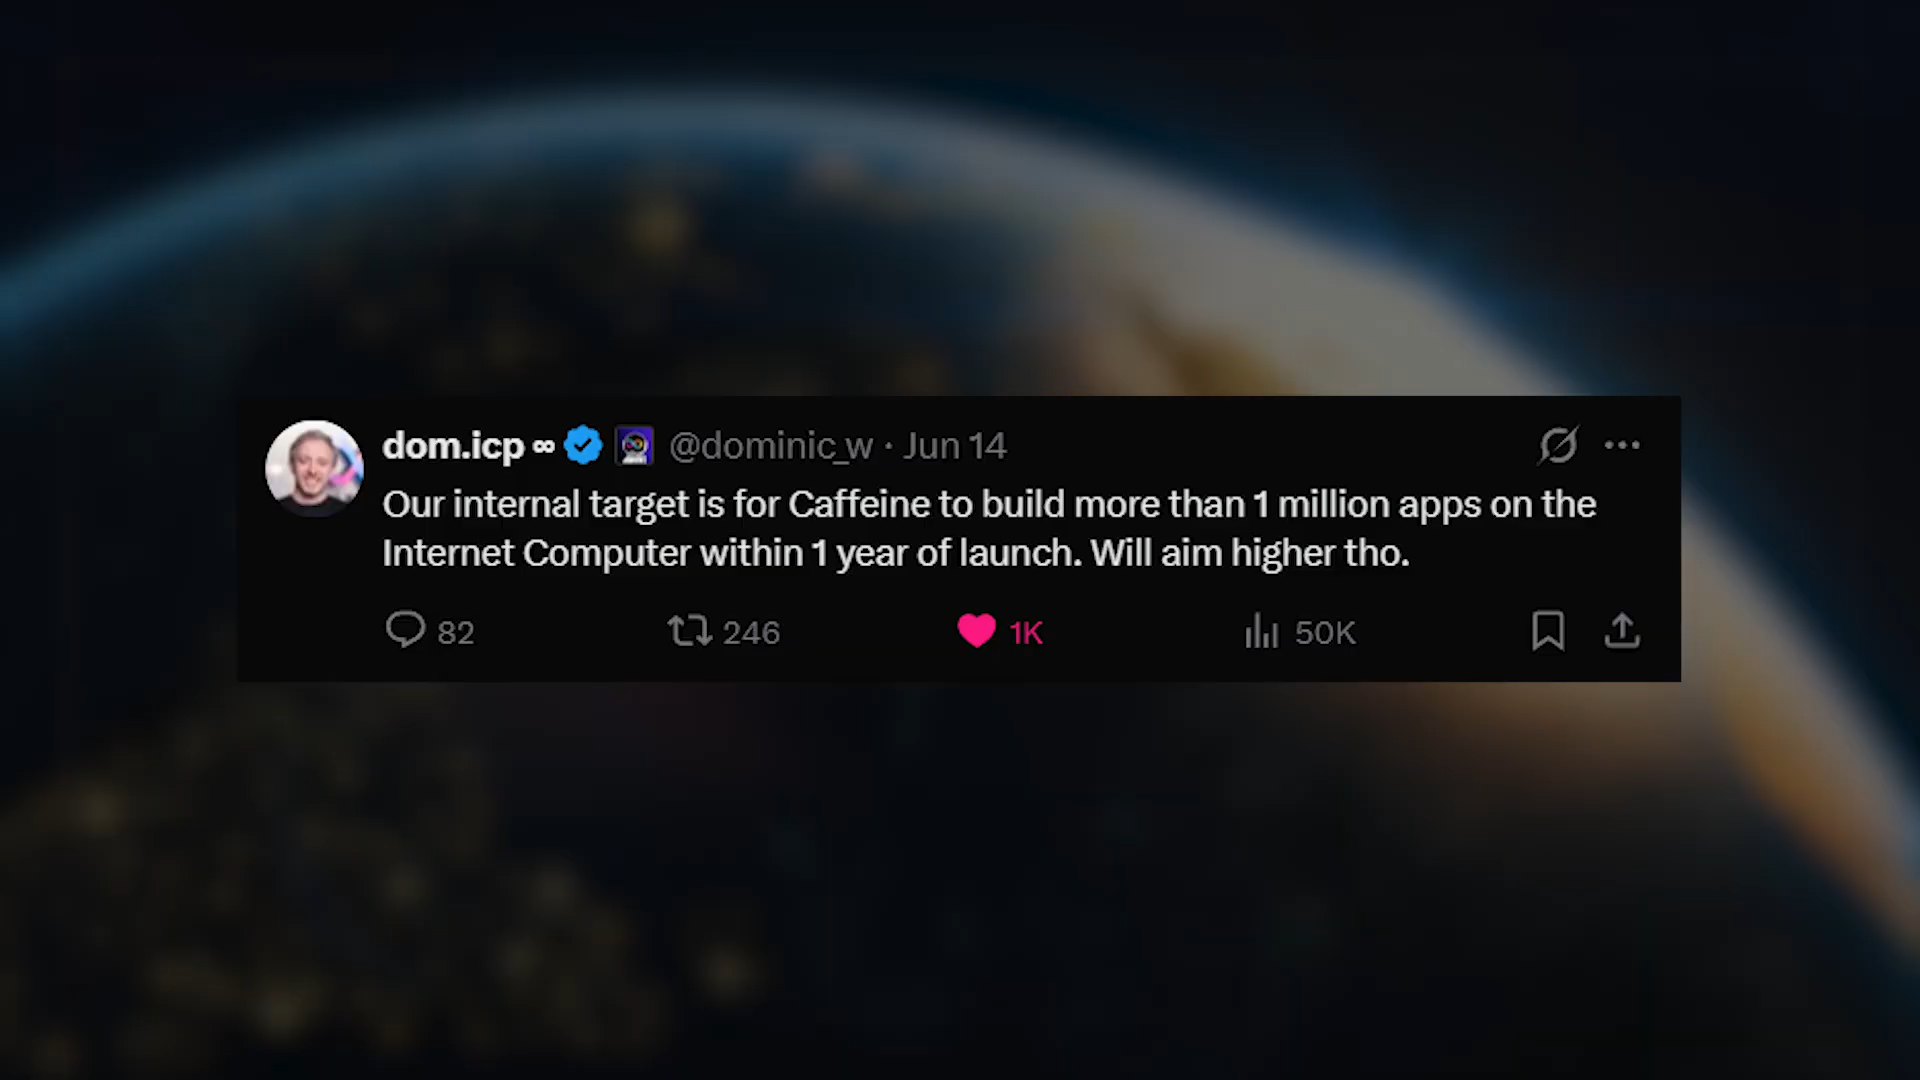 dom.icp ∞ @dominic_w · Jun 14
Our internal target is for Caffeine to build more than 1 million apps on the
Internet Computer within 1 year of launch. Will aim higher tho.
82 246 1K 50K